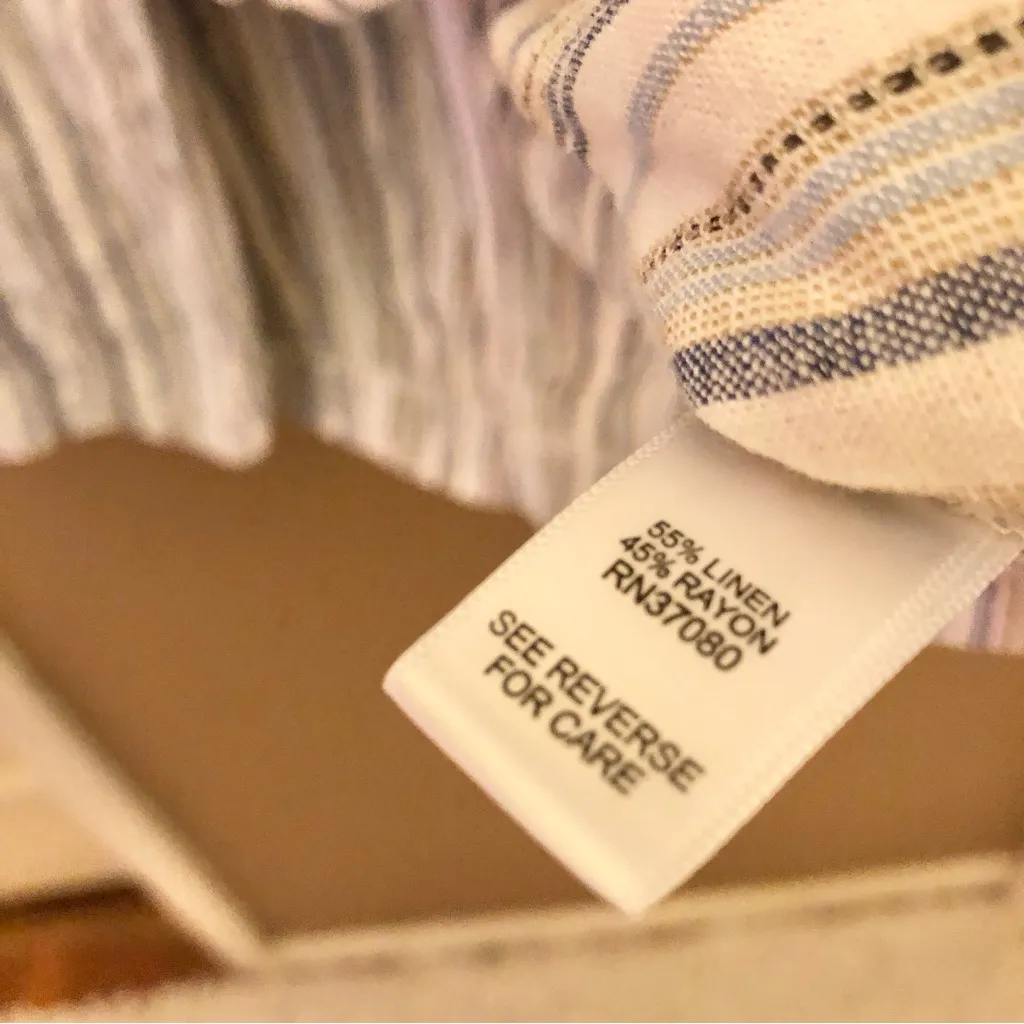 55% LINEN
45% RAYON
RN37080
SEE REVERSE
FOR CARE